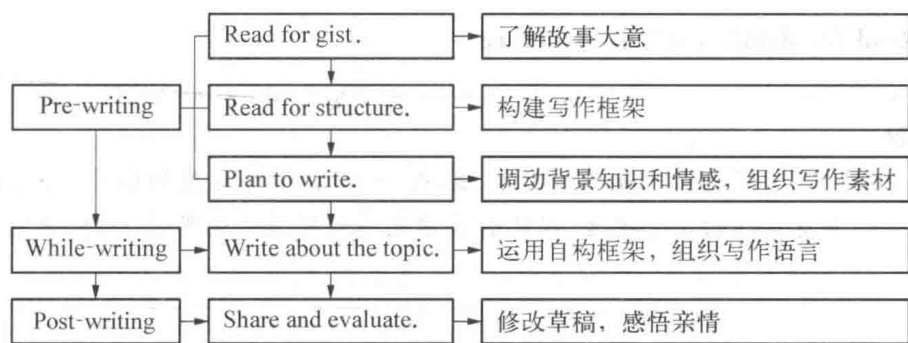 Read for gist.
了解故事大意
Pre-writing
Read for structure.
构建写作框架
Plan to write.
调动背景知识和情感，组织写作素材
While-writing
Write about the topic.
运用自构框架，组织写作语言
Post-writing
Share and evaluate.
修改草稿，感悟亲情